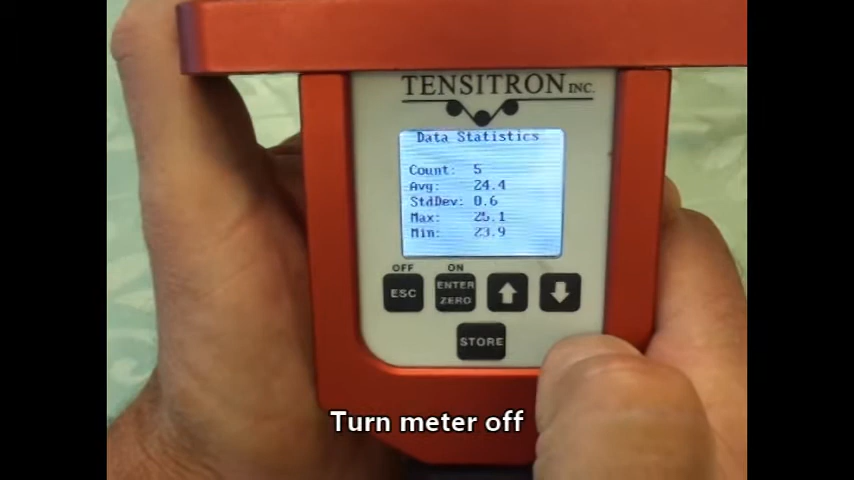 TENSITRON INC.
Data Statistics
Count: 5
Avg: 24.4
StdDev: 0.6
Max: 25.1
Min: 23.9
OFF ON
ESC ENTER ZERO
STORE
Turn meter off